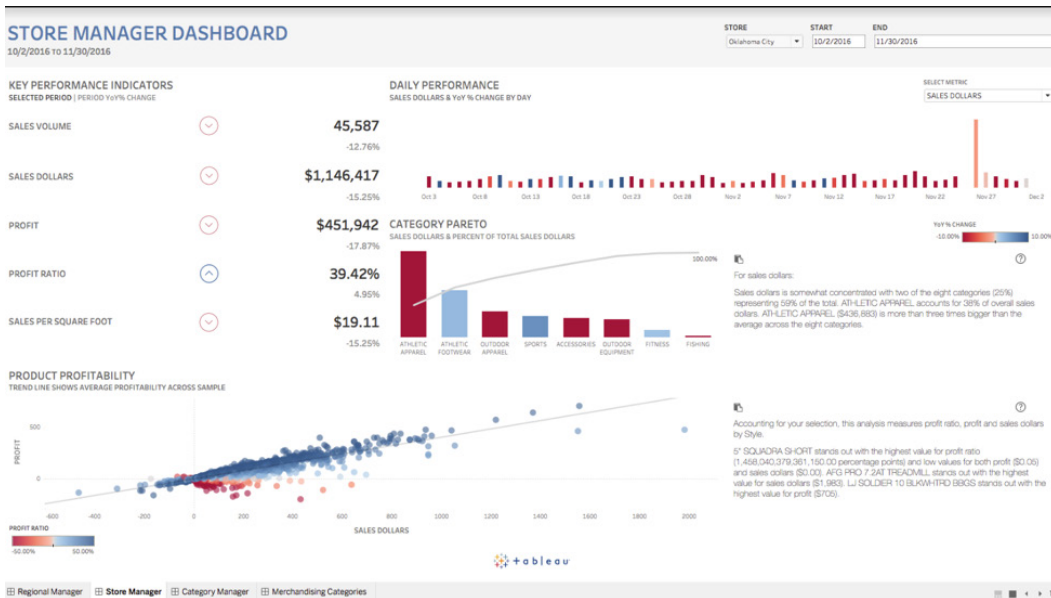 STORE MANAGER DASHBOARD
10/2/2016 TO 11/30/2016
STORE
Oklahoma City
START
10/2/2016
END
11/30/2016
KEY PERFORMANCE INDICATORS
SELECTED PERIOD | PERIOD YoY% CHANGE
SALES VOLUME
45,587
-12.76%
SALES DOLLARS
$1,146,417
-15.25%
PROFIT
$451,942
-17.87%
PROFIT RATIO
39.42%
4.95%
SALES PER SQUARE FOOT
$19.11
-15.25%
DAILY PERFORMANCE
SALES DOLLARS & YoY % CHANGE BY DAY
SELECT METRIC
SALES DOLLARS
Oct 3 Oct 8 Oct 13 Oct 18 Oct 23 Oct 28 Nov 2 Nov 7 Nov 12 Nov 17 Nov 22 Nov 27 Dec 2
YoY % CHANGE
-10.00% 10.00%
CATEGORY PARETO
SALES DOLLARS & PERCENT OF TOTAL SALES DOLLARS
100.00%
ATHLETIC APPAREL
ATHLETIC FOOTWEAR
OUTDOOR APPAREL
SPORTS
ACCESSORIES
OUTDOOR EQUIPMENT
FITNESS
FISHING
For sales dollars:
Sales dollars is somewhat concentrated with two of the eight categories (25%)
representing 59% of the total. ATHLETIC APPAREL accounts for 38% of overall sales
dollars. ATHLETIC APPAREL ($436,883) is more than three times bigger than the
average across the eight categories.
PRODUCT PROFITABILITY
TREND LINE SHOWS AVERAGE PROFITABILITY ACROSS SAMPLE
PROFIT
500
0
-600 -400 -200 0 200 400 600 800 1000 1200 1400 1600 1800 2000
SALES DOLLARS
PROFIT RATIO
-50.00% 50.00%
Accounting for your selection, this analysis measures profit ratio, profit and sales dollars
by Style.
5" SQUADRA SHORT stands out with the highest value for profit ratio
(1,458,040,379,361,150.00 percentage points) and low values for both profit ($0.05)
and sales dollars ($0.00). AFG PRO 7.2AT TREADMILL stands out with the highest
value for sales dollars ($1,983). LJ SOLDIER 10 BLKWHTRD BBGS stands out with the
highest value for profit ($705).
+ableau
Regional Manager
Store Manager
Category Manager
Merchandising Categories